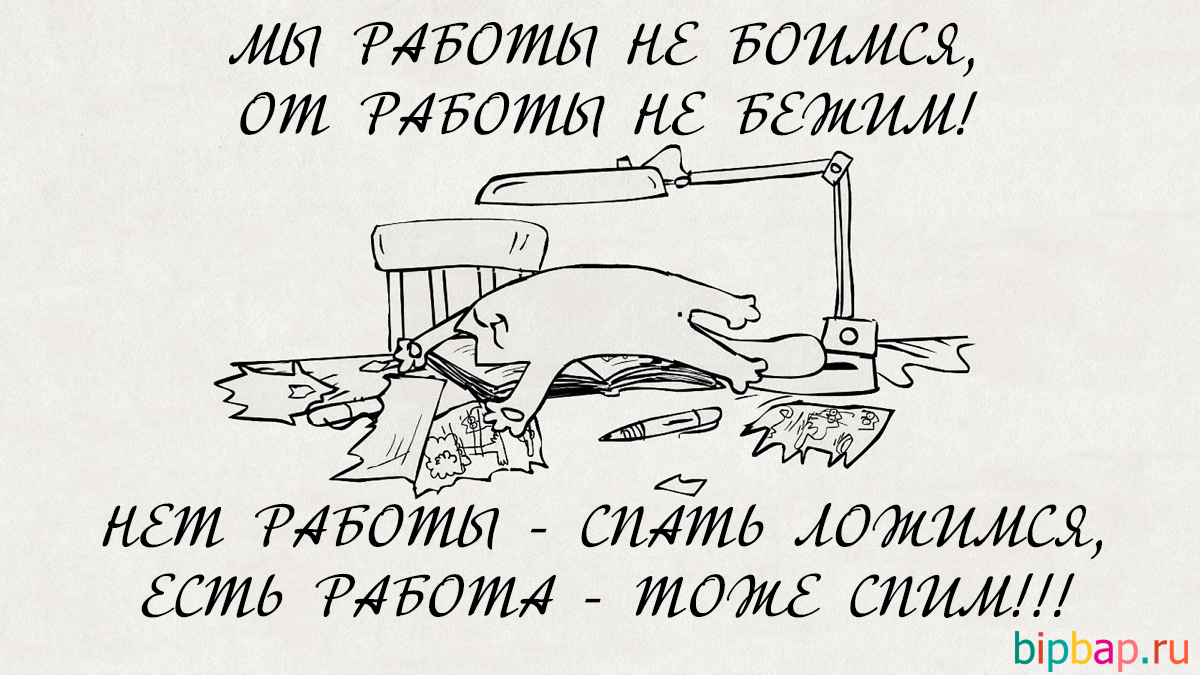 МЫ РАБОТЫ НЕ БОИМСЯ,
ОТ РАБОТЫ НЕ БЕЖИМ!
НЕТ РАБОТЫ - СПАТЬ ЛОЖИМСЯ,
ЕСТЬ РАБОТА - ТОЖЕ СПИМ!!!
bipbap.ru